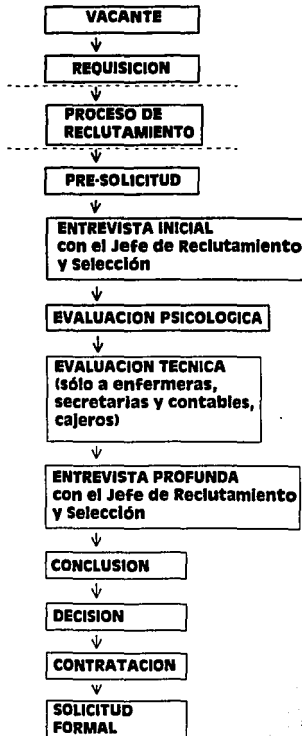 VACANTE
REQUISICION
PROCESO DE
RECLUTAMIENTO
PRE-SOLICITUD
ENTREVISTA INICIAL
con el Jefe de Reclutamiento
y Selección
EVALUACION PSICOLOGICA
EVALUACION TECNICA
(sólo a enfermeras,
secretarias y contables,
cajeros)
ENTREVISTA PROFUNDA
con el Jefe de Reclutamiento
y Selección
CONCLUSION
DECISION
CONTRATACION
SOLICITUD
FORMAL